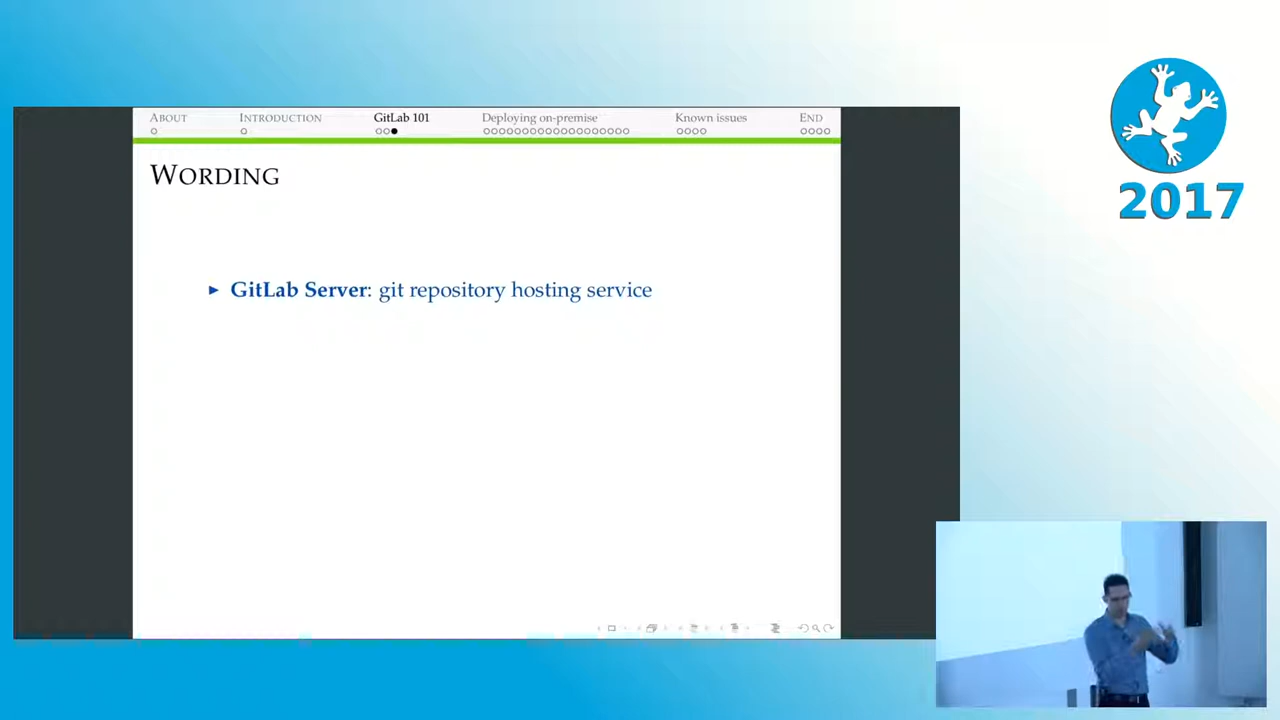 ABOUT
INTRODUCTION
GitLab 101
Deploying on-premise
Known issues
END
WORDING
GitLab Server: git repository hosting service
2017